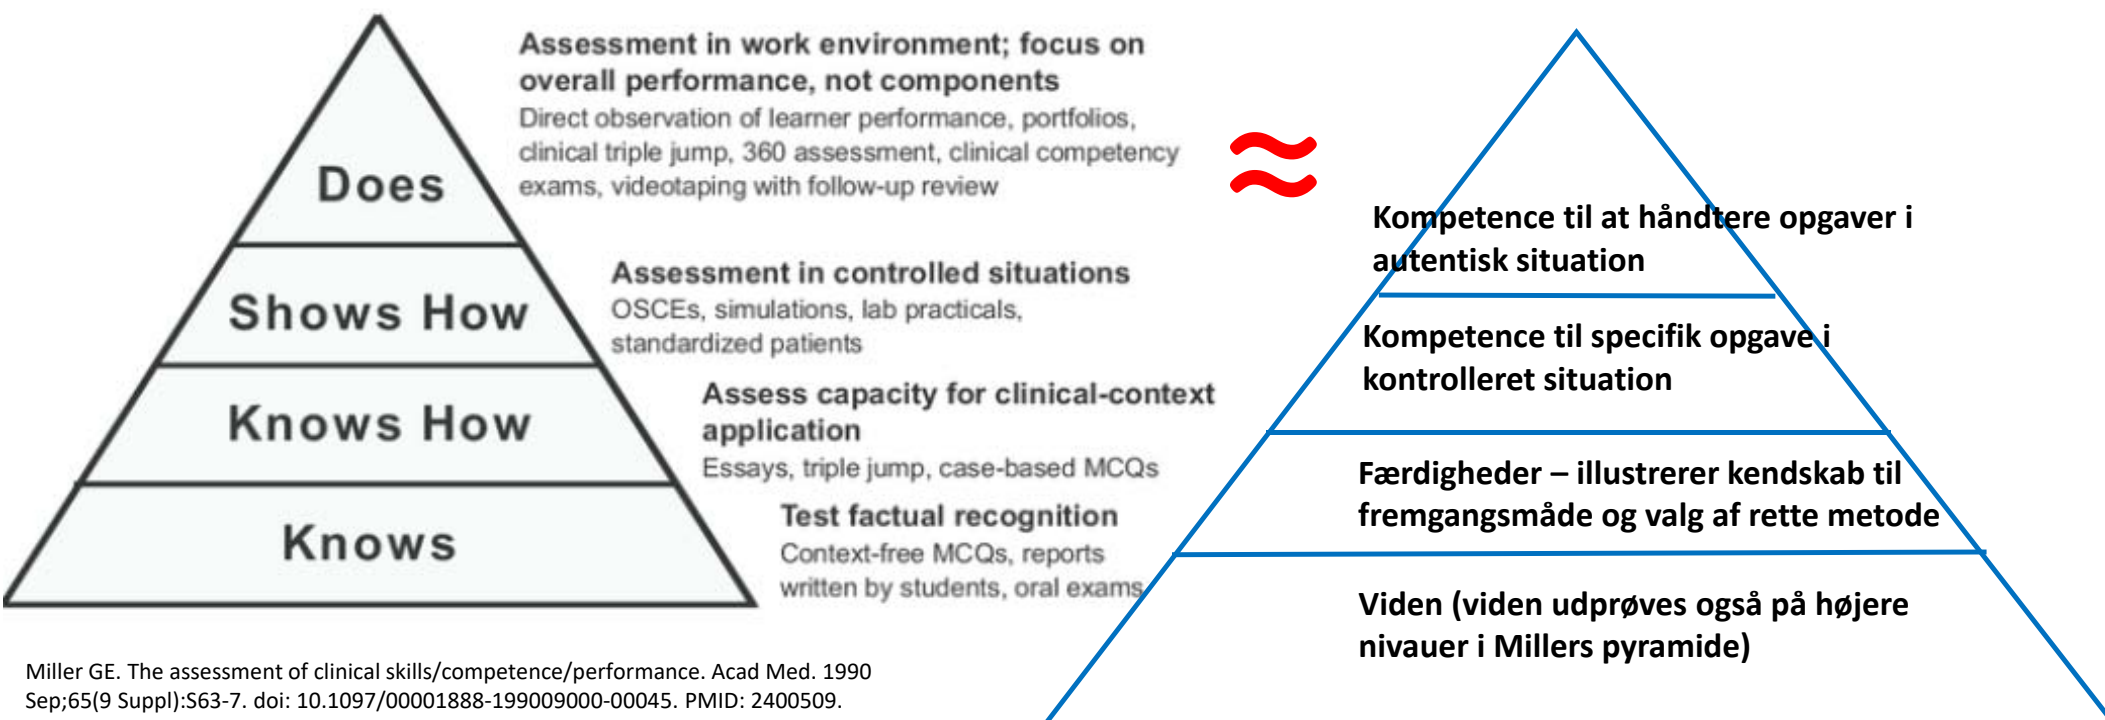 Assessment in work environment; focus on
overall performance, not components
Direct observation of learner performance, portfolios,
clinical triple jump, 360 assessment, clinical competency
exams, videotaping with follow-up review
Does
Assessment in controlled situations
OSCEs, simulations, lab practicals,
standardized patients
Shows How
Assess capacity for clinical-context
application
Essays, triple jump, case-based MCQs
Knows How
Test factual recognition
Context-free MCQs, reports
written by students, oral exams
Knows
Miller GE. The assessment of clinical skills/competence/performance. Acad Med. 1990
Sep;65(9 Suppl):S63-7. doi: 10.1097/00001888-199009000-00045. PMID: 2400509.
≈
Kompetence til at håndtere opgaver i
autentisk situation
Kompetence til specifik opgave i
kontrolleret situation
Færdigheder – illustrerer kendskab til
fremgangsmåde og valg af rette metode
Viden (viden udprøves også på højere
nivauer i Millers pyramide)